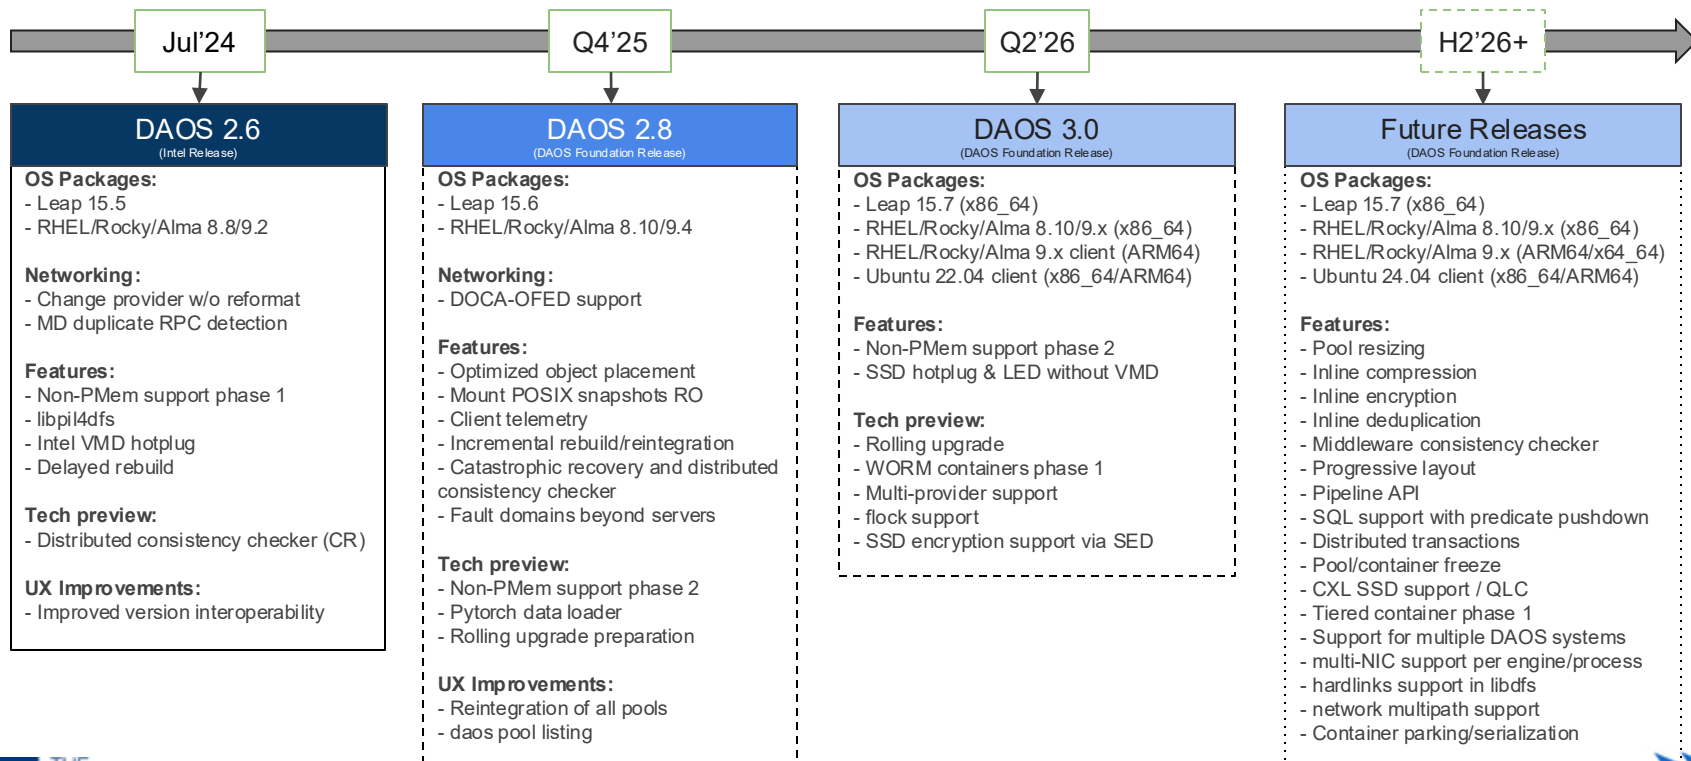 Jul'24
Q4'25
Q2'26
H2'26+
DAOS 2.6
(Intel Release)
OS Packages:
- Leap 15.5
- RHEL/Rocky/Alma 8.8/9.2
Networking:
- Change provider w/o reformat
- MD duplicate RPC detection
Features:
- Non-PMem support phase 1
- libpil4dfs
- Intel VMD hotplug
- Delayed rebuild
Tech preview:
- Distributed consistency checker (CR)
UX Improvements:
- Improved version interoperability
DAOS 2.8
(DAOS Foundation Release)
OS Packages:
- Leap 15.6
- RHEL/Rocky/Alma 8.10/9.4
Networking:
- DOCA-OFED support
Features:
- Optimized object placement
- Mount POSIX snapshots RO
- Client telemetry
- Incremental rebuild/reintegration
- Catastrophic recovery and distributed
consistency checker
- Fault domains beyond servers
Tech preview:
- Non-PMem support phase 2
- Pytorch data loader
- Rolling upgrade preparation
UX Improvements:
- Reintegration of all pools
- daos pool listing
DAOS 3.0
(DAOS Foundation Release)
OS Packages:
- Leap 15.7 (x86_64)
- RHEL/Rocky/Alma 8.10/9.x (x86_64)
- RHEL/Rocky/Alma 9.x client (ARM64)
- Ubuntu 22.04 client (x86_64/ARM64)
Features:
- Non-PMem support phase 2
- SSD hotplug & LED without VMD
Tech preview:
- Rolling upgrade
- WORM containers phase 1
- Multi-provider support
- flock support
- SSD encryption support via SED
Future Releases
(DAOS Foundation Release)
OS Packages:
- Leap 15.7 (x86_64)
- RHEL/Rocky/Alma 8.10/9.x (x86_64)
- RHEL/Rocky/Alma 9.x (ARM64/x64_64)
- Ubuntu 24.04 client (x86_64/ARM64)
Features:
- Pool resizing
- Inline compression
- Inline encryption
- Inline deduplication
- Middleware consistency checker
- Progressive layout
- Pipeline API
- SQL support with predicate pushdown
- Distributed transactions
- Pool/container freeze
- CXL SSD support / QLC
- Tiered container phase 1
- Support for multiple DAOS systems
- multi-NIC support per engine/process
- hardlinks support in libdfs
- network multipath support
- Container parking/serialization